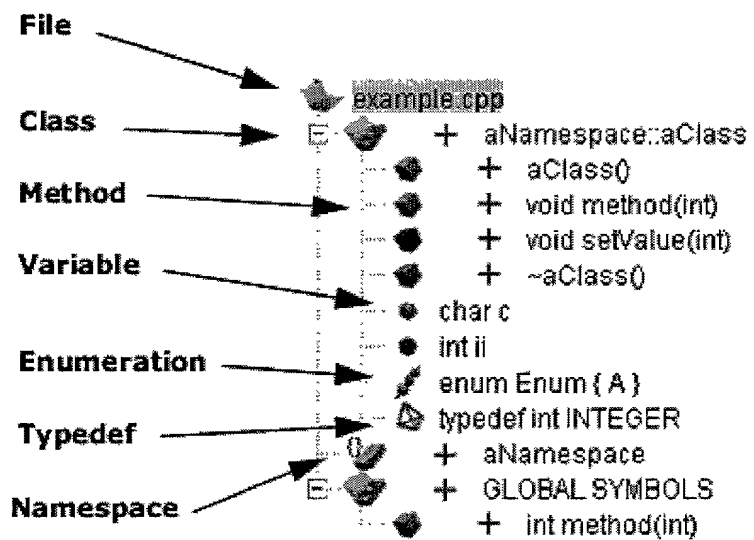 File
example.cpp
Class
+ aNamespace::aClass
+ aClass()
Method
+ void method(int)
+ void setValue(int)
Variable
+ ~aClass()
char c
int ii
Enumeration
enum Enum { A }
Typedef
typedef int INTEGER
{} + aNamespace
Namespace
+ GLOBAL SYMBOLS
+ int method(int)